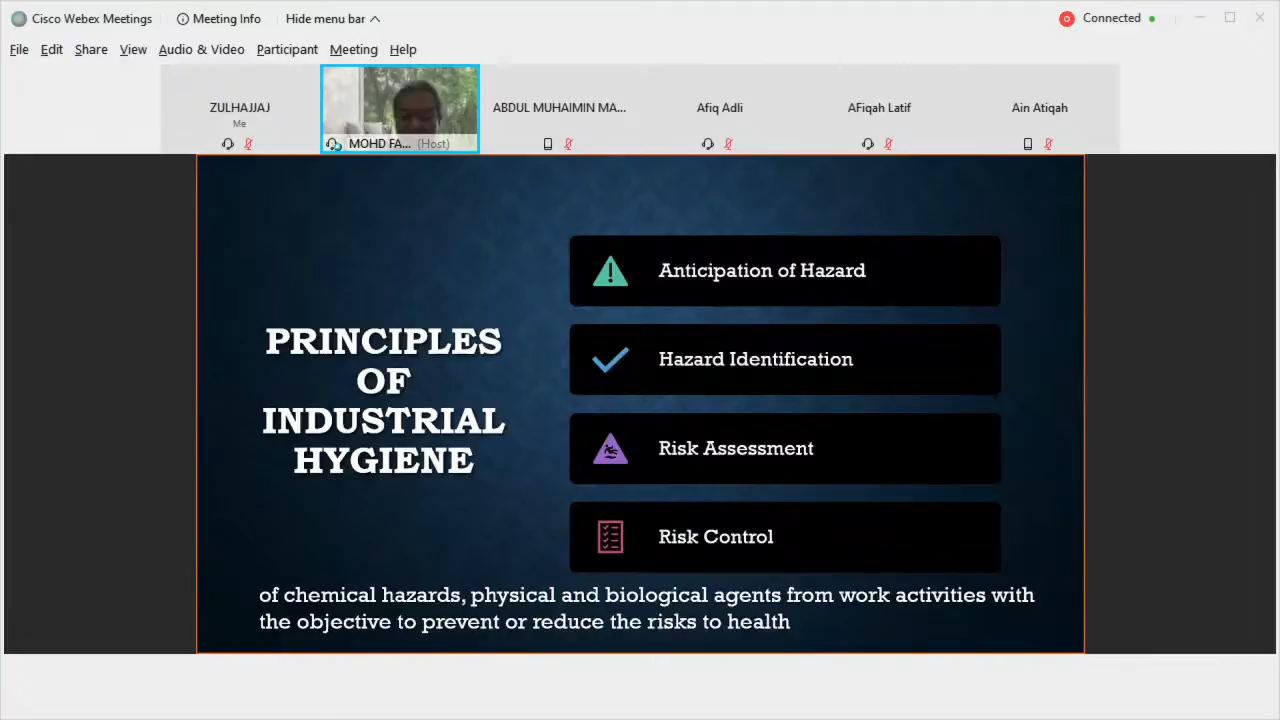 Cisco Webex Meetings Meeting Info Hide menu bar Connected
File Edit Share View Audio & Video Participant Meeting Help
ZULHAJJAJ
Me
MOHD FA... (Host)
ABDUL MUHAIMIN MA...
Afiq Adli
AFiqah Latif
Ain Atiqah
PRINCIPLES
OF
INDUSTRIAL
HYGIENE
Anticipation of Hazard
Hazard Identification
Risk Assessment
Risk Control
of chemical hazards, physical and biological agents from work activities with
the objective to prevent or reduce the risks to health